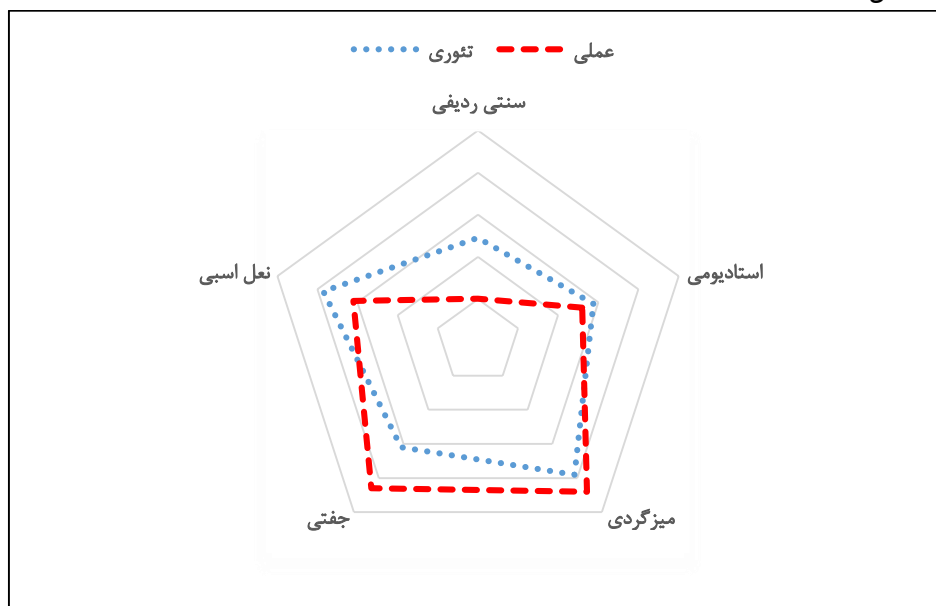 عملی تئوری
سنتی ردیفی
استادیومی
نعل اسبی
میزگردی
جفتی